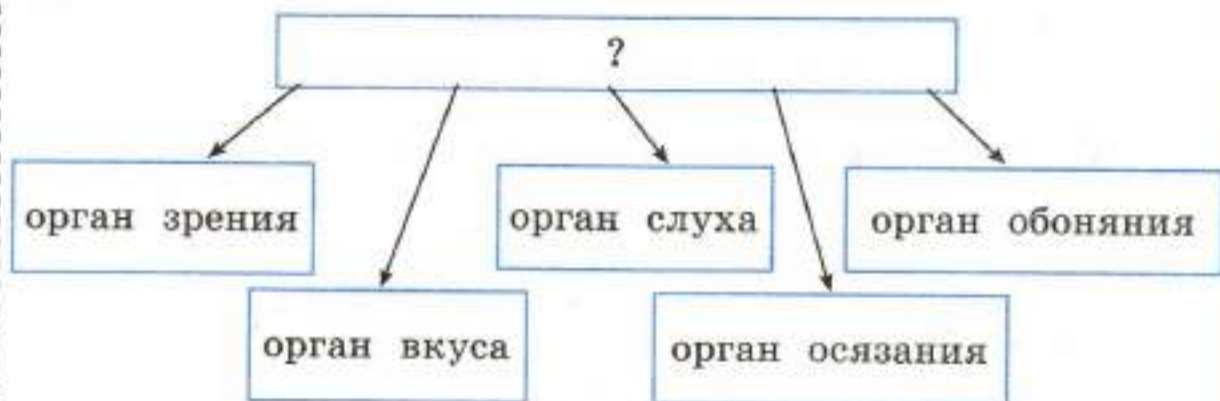 ?
орган зрения
орган слуха
орган обоняния
орган вкуса
орган осязания